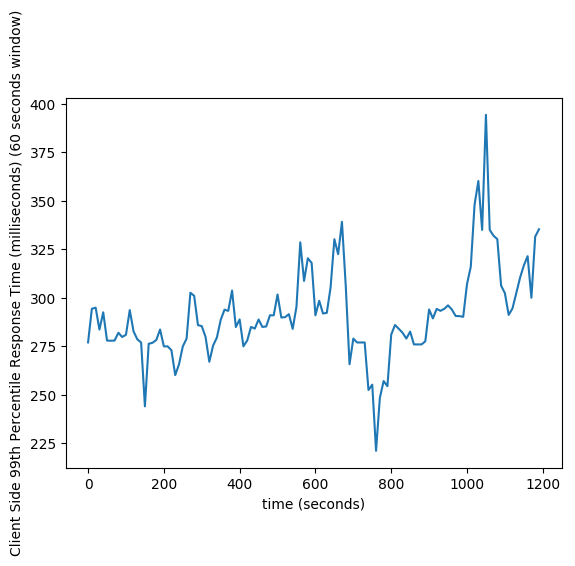 Client Side 99th Percentile Response Time (milliseconds) (60 seconds window)
400
375
350
325
300
275
250
225
0 200 400 600 800 1000 1200
time (seconds)